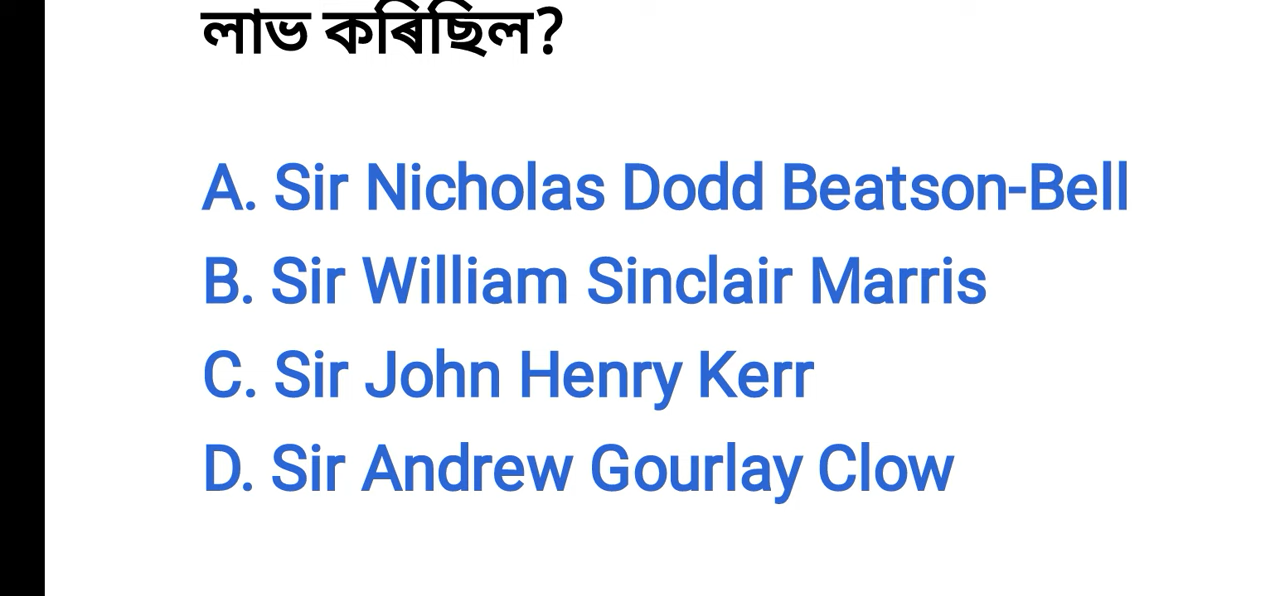 লাভ কৰিছিল?
A. Sir Nicholas Dodd Beatson-Bell
B. Sir William Sinclair Marris
C. Sir John Henry Kerr
D. Sir Andrew Gourlay Clow